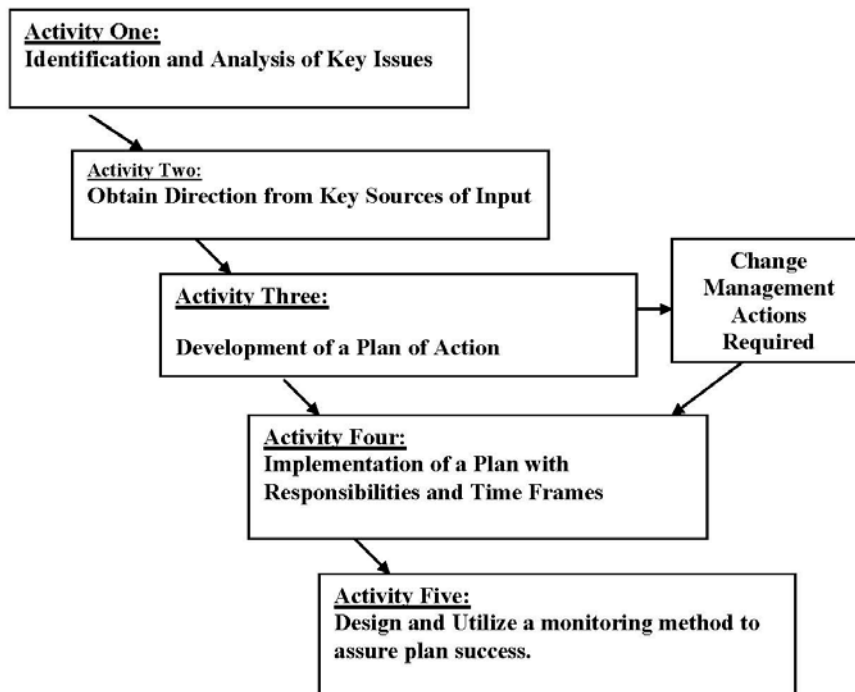 Activity One:
Identification and Analysis of Key Issues
Activity Two:
Obtain Direction from Key Sources of Input
Activity Three:
Development of a Plan of Action
Change
Management
Actions
Required
Activity Four:
Implementation of a Plan with
Responsibilities and Time Frames
Activity Five:
Design and Utilize a monitoring method to
assure plan success.